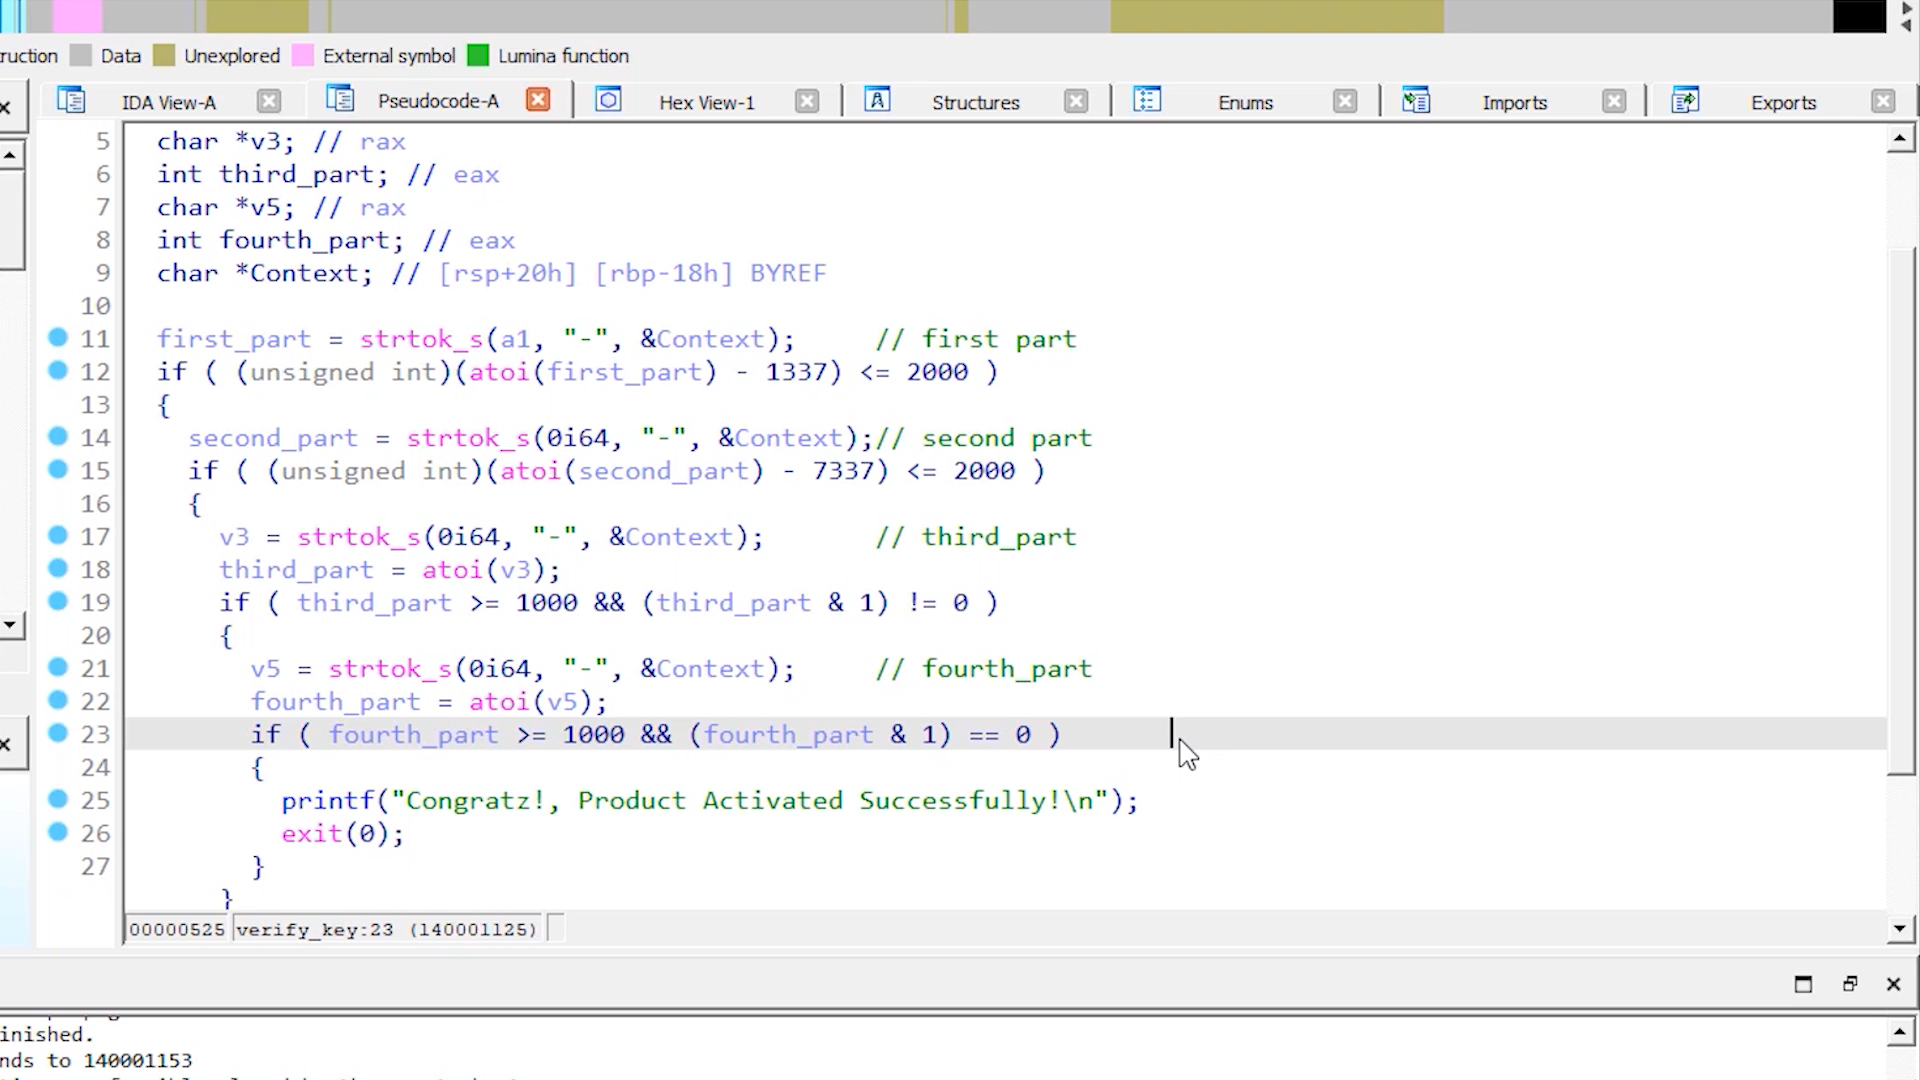 ruction Data Unexplored External symbol Lumina function
IDA View-A Pseudocode-A Hex View-1 Structures Enums Imports Exports
5 char *v3; // rax
6 int third_part; // eax
7 char *v5; // rax
8 int fourth_part; // eax
9 char *Context; // [rsp+20h] [rbp-18h] BYREF
10
11 first_part = strtok_s(a1, "-", &Context); // first part
12 if ( (unsigned int)(atoi(first_part) - 1337) <= 2000 )
13 {
14 second_part = strtok_s(0i64, "-", &Context);// second part
15 if ( (unsigned int)(atoi(second_part) - 7337) <= 2000 )
16 {
17 v3 = strtok_s(0i64, "-", &Context); // third_part
18 third_part = atoi(v3);
19 if ( third_part >= 1000 && (third_part & 1) != 0 )
20 {
21 v5 = strtok_s(0i64, "-", &Context); // fourth_part
22 fourth_part = atoi(v5);
23 if ( fourth_part >= 1000 && (fourth_part & 1) == 0 )
24 {
25 printf("Congratz!, Product Activated Successfully!\n");
26 exit(0);
27 }
}
00000525 verify_key:23 (140001125)
inished.
nds to 140001153